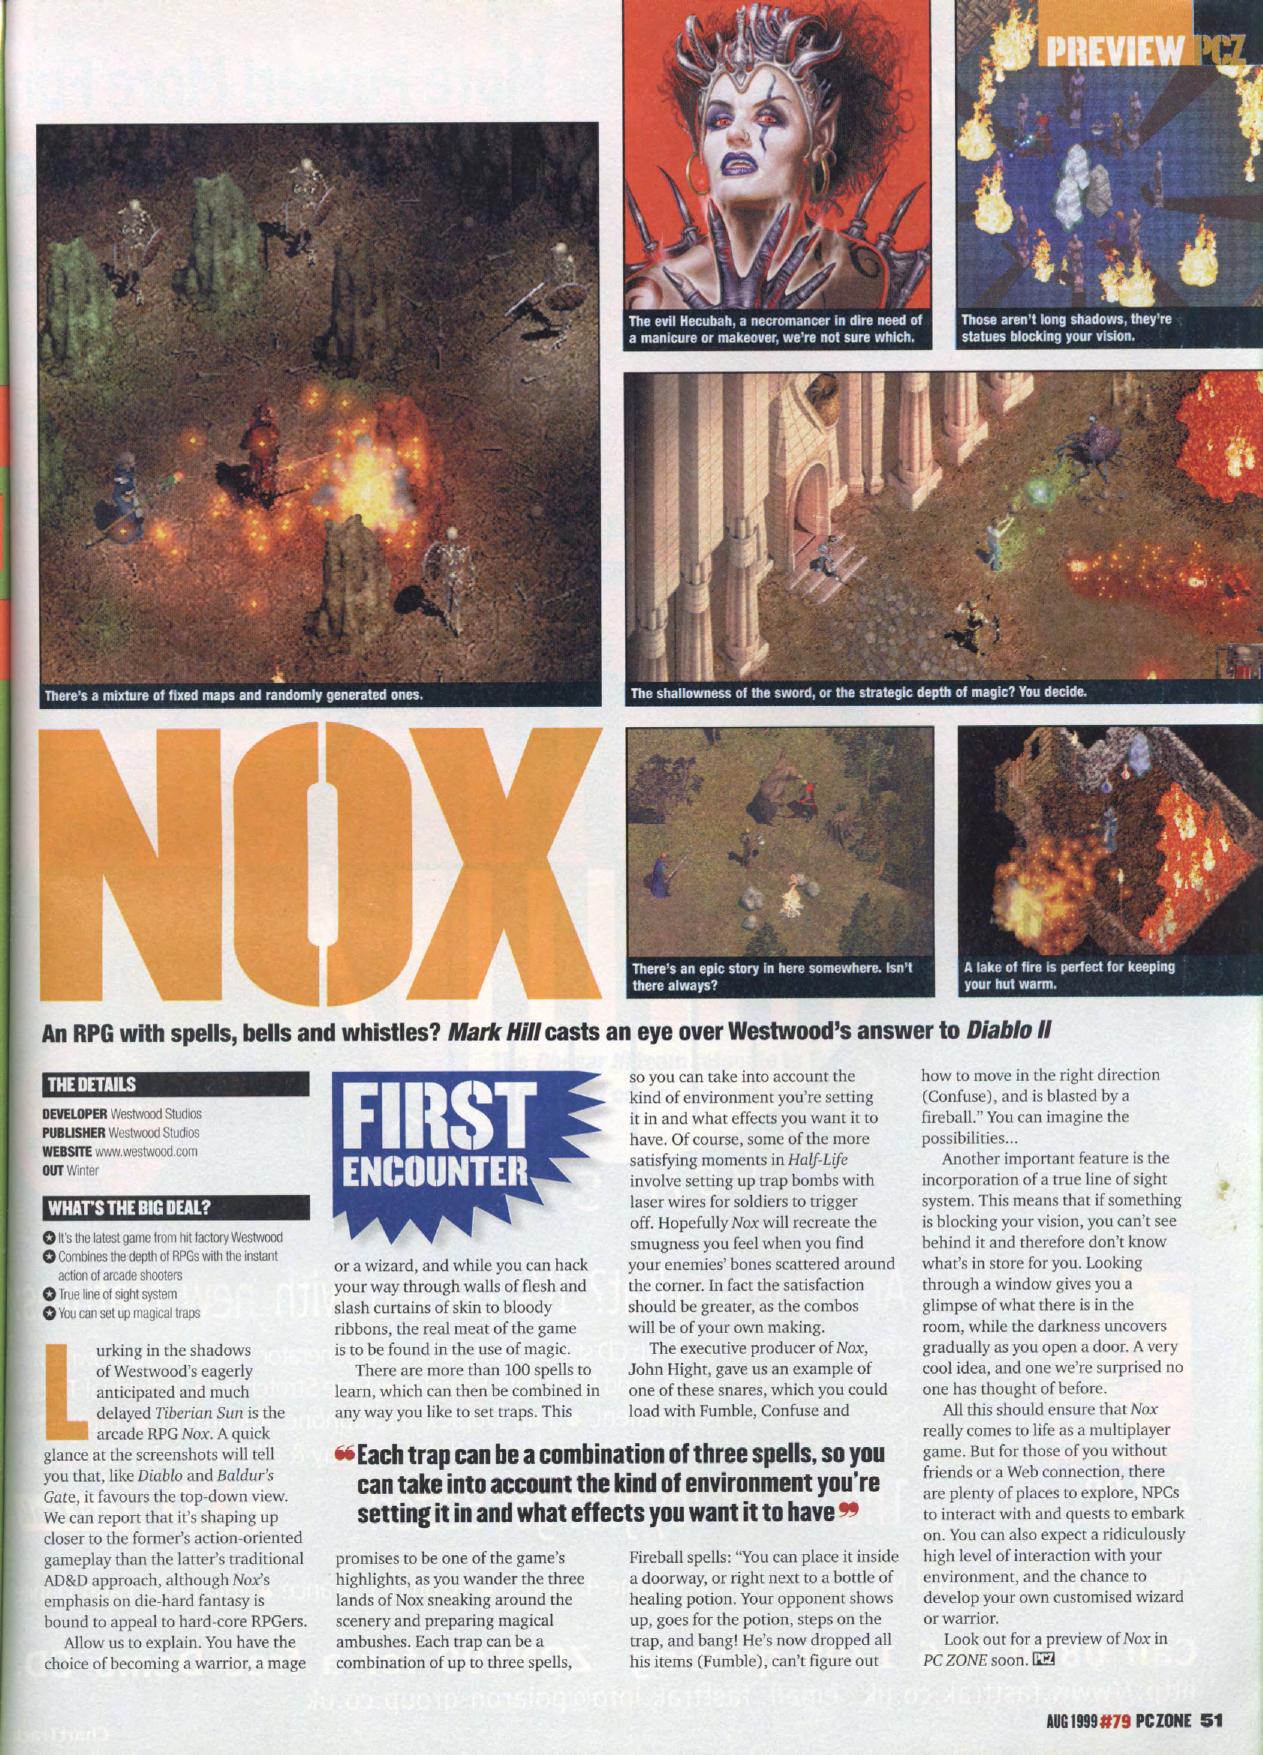 PREVIEW PCZ
The evil Hecubah, a necromancer in dire need of
a manicure or makeover, we're not sure which.
Those aren't long shadows, they're
statues blocking your vision.
There's a mixture of fixed maps and randomly generated ones.
The shallowness of the sword, or the strategic depth of magic? You decide.
NOX
There's an epic story in here somewhere. Isn't
there always?
A lake of fire is perfect for keeping
your hut warm.
An RPG with spells, bells and whistles? Mark Hill casts an eye over Westwood's answer to Diablo II
THE DETAILS
DEVELOPER Westwood Studios
PUBLISHER Westwood Studios
WEBSITE www.westwood.com
OUT Winter
WHAT'S THE BIG DEAL?
It's the latest game from hit factory Westwood
Combines the depth of RPGs with the instant
action of arcade shooters
True line of sight system
You can set up magical traps
Lurking in the shadows
of Westwood's eagerly
anticipated and much
delayed Tiberian Sun is the
arcade RPG Nox. A quick
glance at the screenshots will tell
you that, like Diablo and Baldur's
Gate, it favours the top-down view.
We can report that it's shaping up
closer to the former's action-oriented
gameplay than the latter's traditional
AD&D approach, although Nox's
emphasis on die-hard fantasy is
bound to appeal to hard-core RPGers.
Allow us to explain. You have the
choice of becoming a warrior, a mage
FIRST
ENCOUNTER
or a wizard, and while you can hack
your way through walls of flesh and
slash curtains of skin to bloody
ribbons, the real meat of the game
is to be found in the use of magic.
There are more than 100 spells to
learn, which can then be combined in
any way you like to set traps. This
❝Each trap can be a combination of three spells, so you
can take into account the kind of environment you're
setting it in and what effects you want it to have❞
promises to be one of the game's
highlights, as you wander the three
lands of Nox sneaking around the
scenery and preparing magical
ambushes. Each trap can be a
combination of up to three spells,
so you can take into account the
kind of environment you're setting
it in and what effects you want it to
have. Of course, some of the more
satisfying moments in Half-Life
involve setting up trap bombs with
laser wires for soldiers to trigger
off. Hopefully Nox will recreate the
smugness you feel when you find
your enemies' bones scattered around
the corner. In fact the satisfaction
should be greater, as the combos
will be of your own making.
The executive producer of Nox,
John Hight, gave us an example of
one of these snares, which you could
load with Fumble, Confuse and
Fireball spells: "You can place it inside
a doorway, or right next to a bottle of
healing potion. Your opponent shows
up, goes for the potion, steps on the
trap, and bang! He's now dropped all
his items (Fumble), can't figure out
how to move in the right direction
(Confuse), and is blasted by a
fireball." You can imagine the
possibilities...
Another important feature is the
incorporation of a true line of sight
system. This means that if something
is blocking your vision, you can't see
behind it and therefore don't know
what's in store for you. Looking
through a window gives you a
glimpse of what there is in the
room, while the darkness uncovers
gradually as you open a door. A very
cool idea, and one we're surprised no
one has thought of before.
All this should ensure that Nox
really comes to life as a multiplayer
game. But for those of you without
friends or a Web connection, there
are plenty of places to explore, NPCs
to interact with and quests to embark
on. You can also expect a ridiculously
high level of interaction with your
environment, and the chance to
develop your own customised wizard
or warrior.
Look out for a preview of Nox in
PC ZONE soon. PCZ
AUG 1999 #79 PC ZONE 51